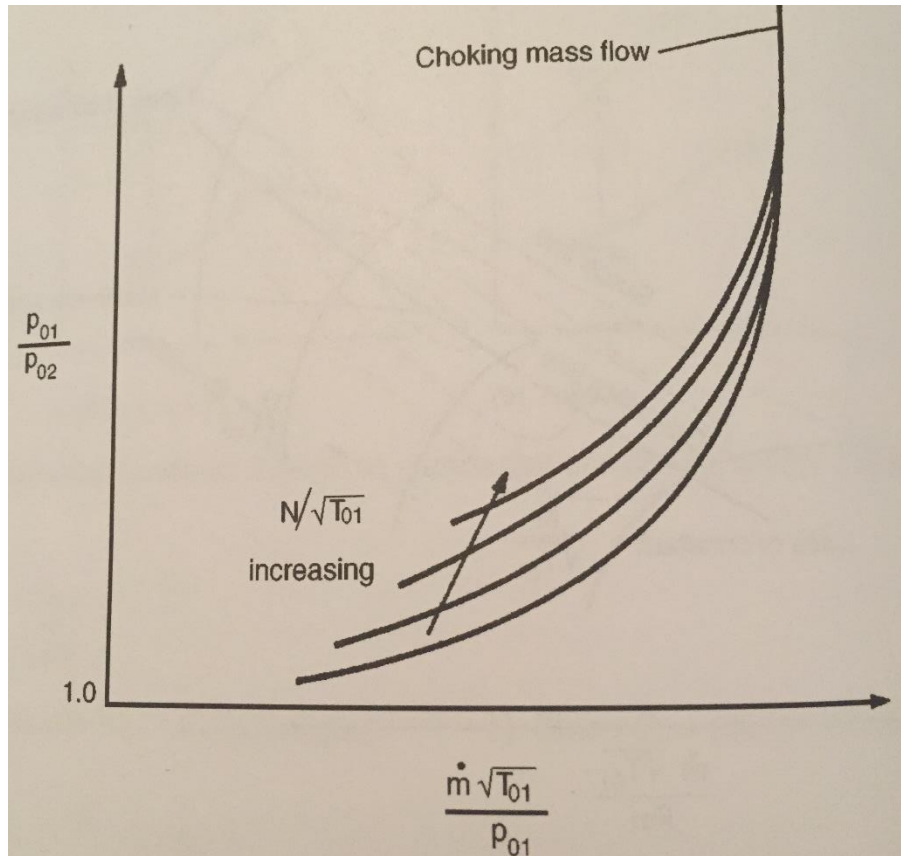 Choking mass flow
p₀₁
p₀₂
N/√T₀₁
increasing
1.0
ṁ √T₀₁
p₀₁